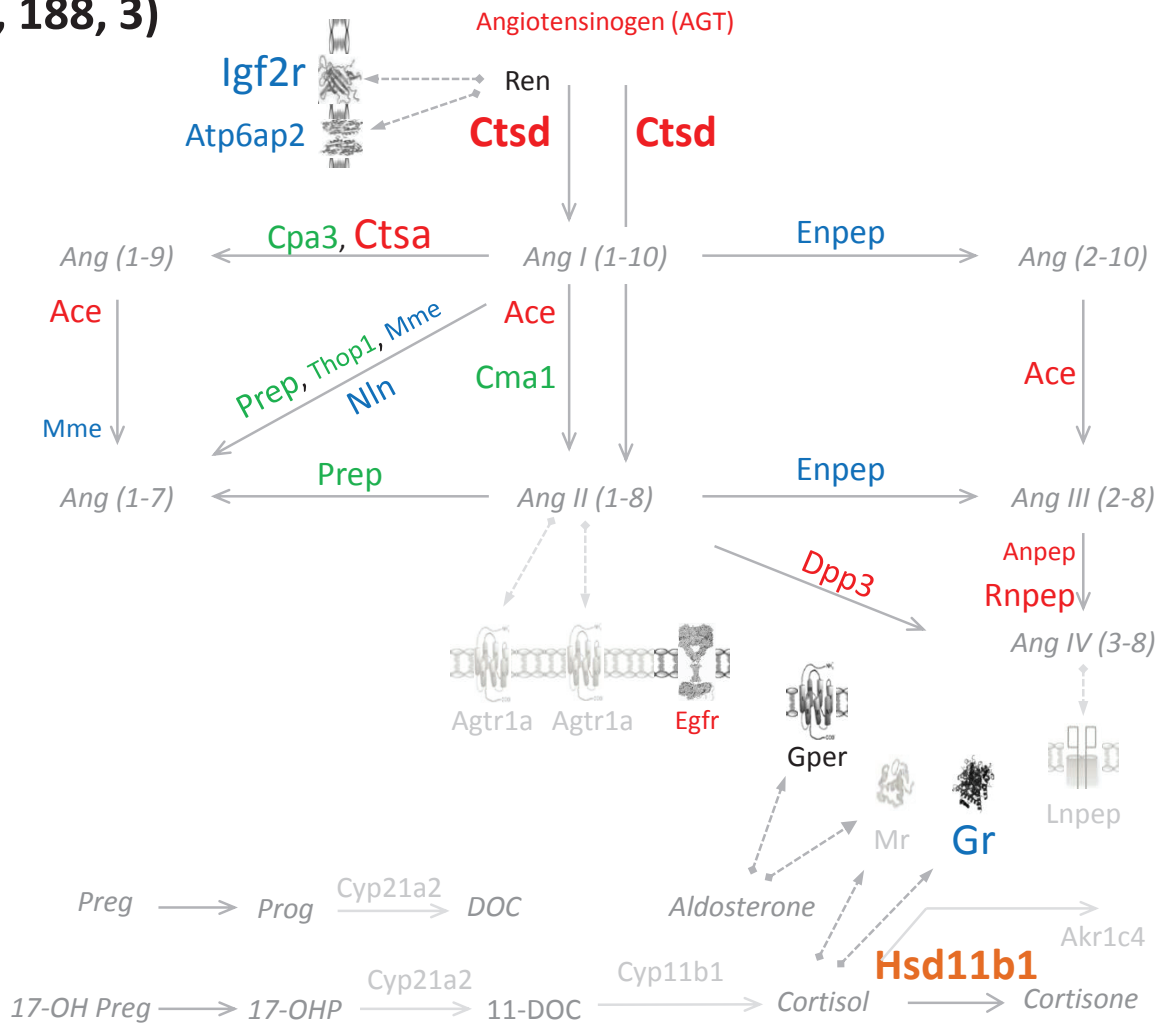 , 188, 3)
Angiotensinogen (AGT)
Igf2r
Ren
Atp6ap2
Ctsd
Ctsd
Cpa3, Ctsa
Enpep
Ang (1-9)
Ang I (1-10)
Ang (2-10)
Ace
Prep, Thop1, Mme
Nln
Ace
Cma1
Ace
Mme
Prep
Enpep
Ang (1-7)
Ang II (1-8)
Ang III (2-8)
Dpp3
Anpep
Rnpep
Ang IV (3-8)
Agtr1a
Agtr1a
Egfr
Gper
Mr
Gr
Lnpep
Preg
Prog
Cyp21a2
DOC
Aldosterone
Akr1c4
Hsd11b1
17-OH Preg
17-OHP
Cyp21a2
11-DOC
Cyp11b1
Cortisol
Cortisone